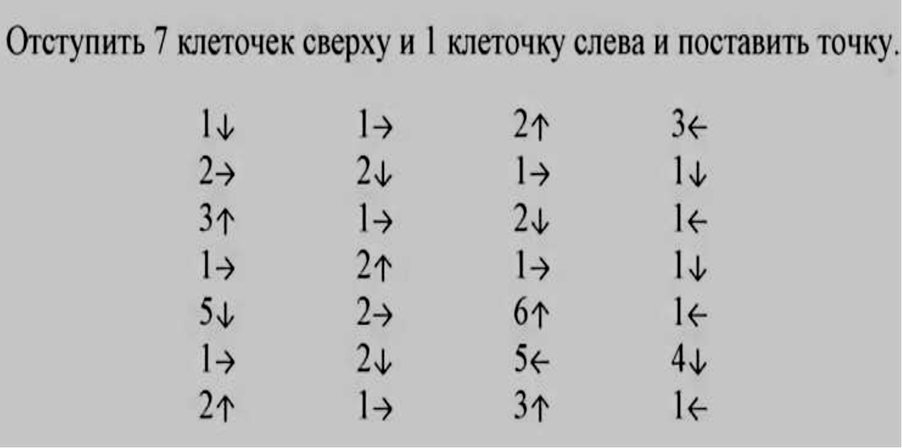 Отступить 7 клеточек сверху и 1 клеточку слева и поставить точку.
1↓ 1→ 2↑ 3←
2→ 2↓ 1→ 1↓
3↑ 1→ 2↓ 1←
1→ 2↑ 1→ 1↓
5↓ 2→ 6↑ 1←
1→ 2↓ 5← 4↓
2↑ 1→ 3↑ 1←